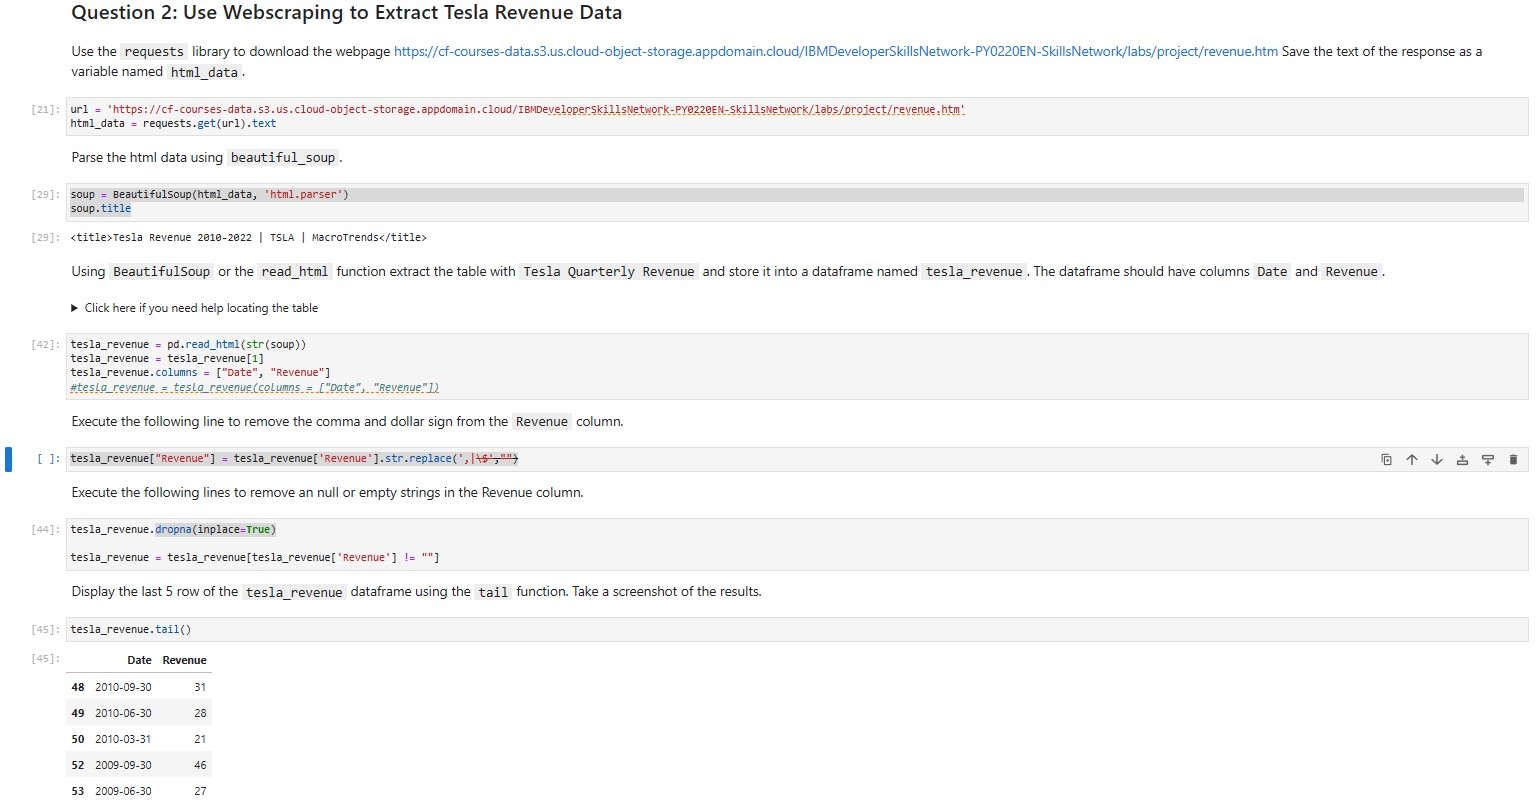 Question 2: Use Webscraping to Extract Tesla Revenue Data
Use the requests library to download the webpage https://cf-courses-data.s3.us.cloud-object-storage.appdomain.cloud/IBMDeveloperSkillsNetwork-PY0220EN-SkillsNetwork/labs/project/revenue.htm Save the text of the response as a
variable named html_data.
[21]: url = 'https://cf-courses-data.s3.us.cloud-object-storage.appdomain.cloud/IBMDeveloperSkillsNetwork-PY0220EN-SkillsNetwork/labs/project/revenue.htm'
html_data = requests.get(url).text
Parse the html data using beautiful_soup.
[29]: soup = BeautifulSoup(html_data, 'html.parser')
soup.title
[29]: <title>Tesla Revenue 2010-2022 | TSLA | MacroTrends</title>
Using BeautifulSoup or the read_html function extract the table with Tesla Quarterly Revenue and store it into a dataframe named tesla_revenue. The dataframe should have columns Date and Revenue.
▶ Click here if you need help locating the table
[42]: tesla_revenue = pd.read_html(str(soup))
tesla_revenue = tesla_revenue[1]
tesla_revenue.columns = ["Date", "Revenue"]
#tesla_revenue = tesla_revenue(columns = ["Date", "Revenue"])
Execute the following line to remove the comma and dollar sign from the Revenue column.
[ ]: tesla_revenue["Revenue"] = tesla_revenue['Revenue'].str.replace(',|\$',"")
Execute the following lines to remove an null or empty strings in the Revenue column.
[44]: tesla_revenue.dropna(inplace=True)
tesla_revenue = tesla_revenue[tesla_revenue['Revenue'] != ""]
Display the last 5 row of the tesla_revenue dataframe using the tail function. Take a screenshot of the results.
[45]: tesla_revenue.tail()
[45]: Date Revenue
48 2010-09-30 31
49 2010-06-30 28
50 2010-03-31 21
52 2009-09-30 46
53 2009-06-30 27